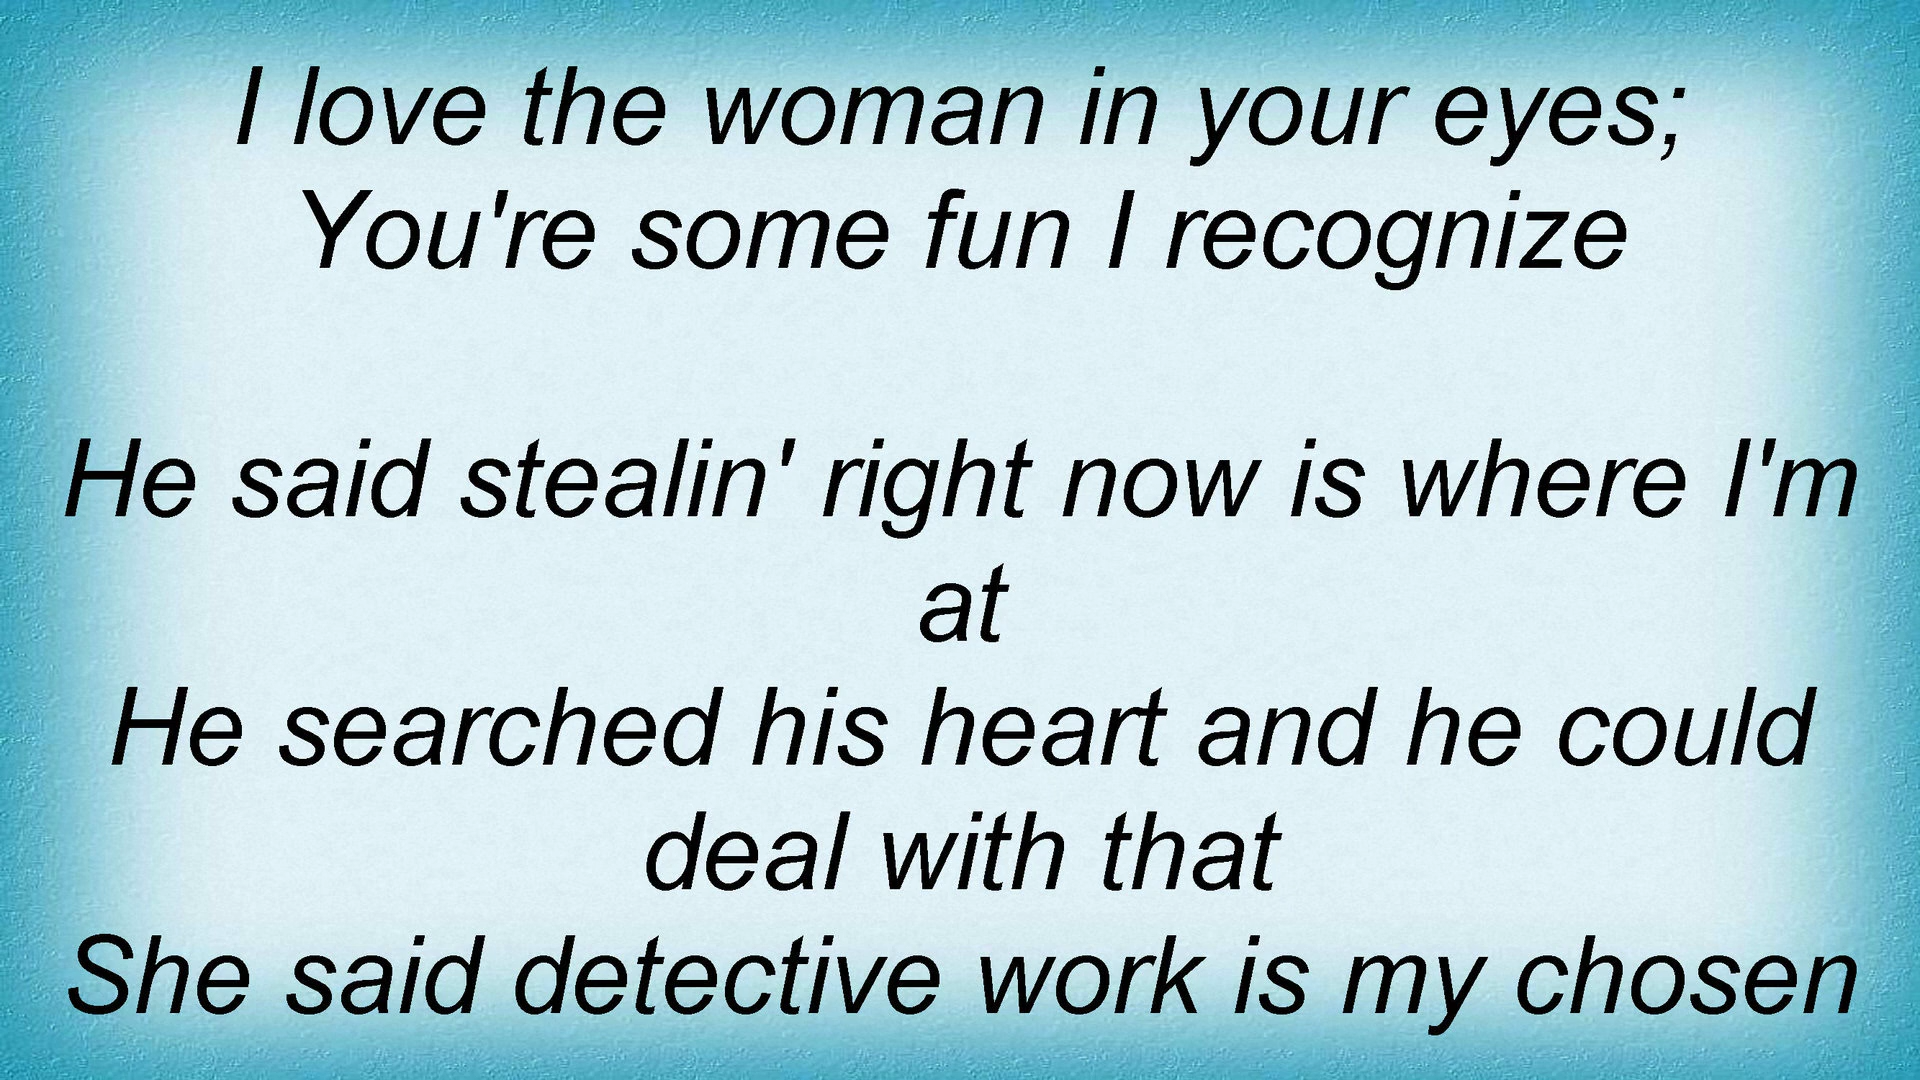 I love the woman in your eyes;
You're some fun I recognize
He said stealin' right now is where I'm
at
He searched his heart and he could
deal with that
She said detective work is my chosen